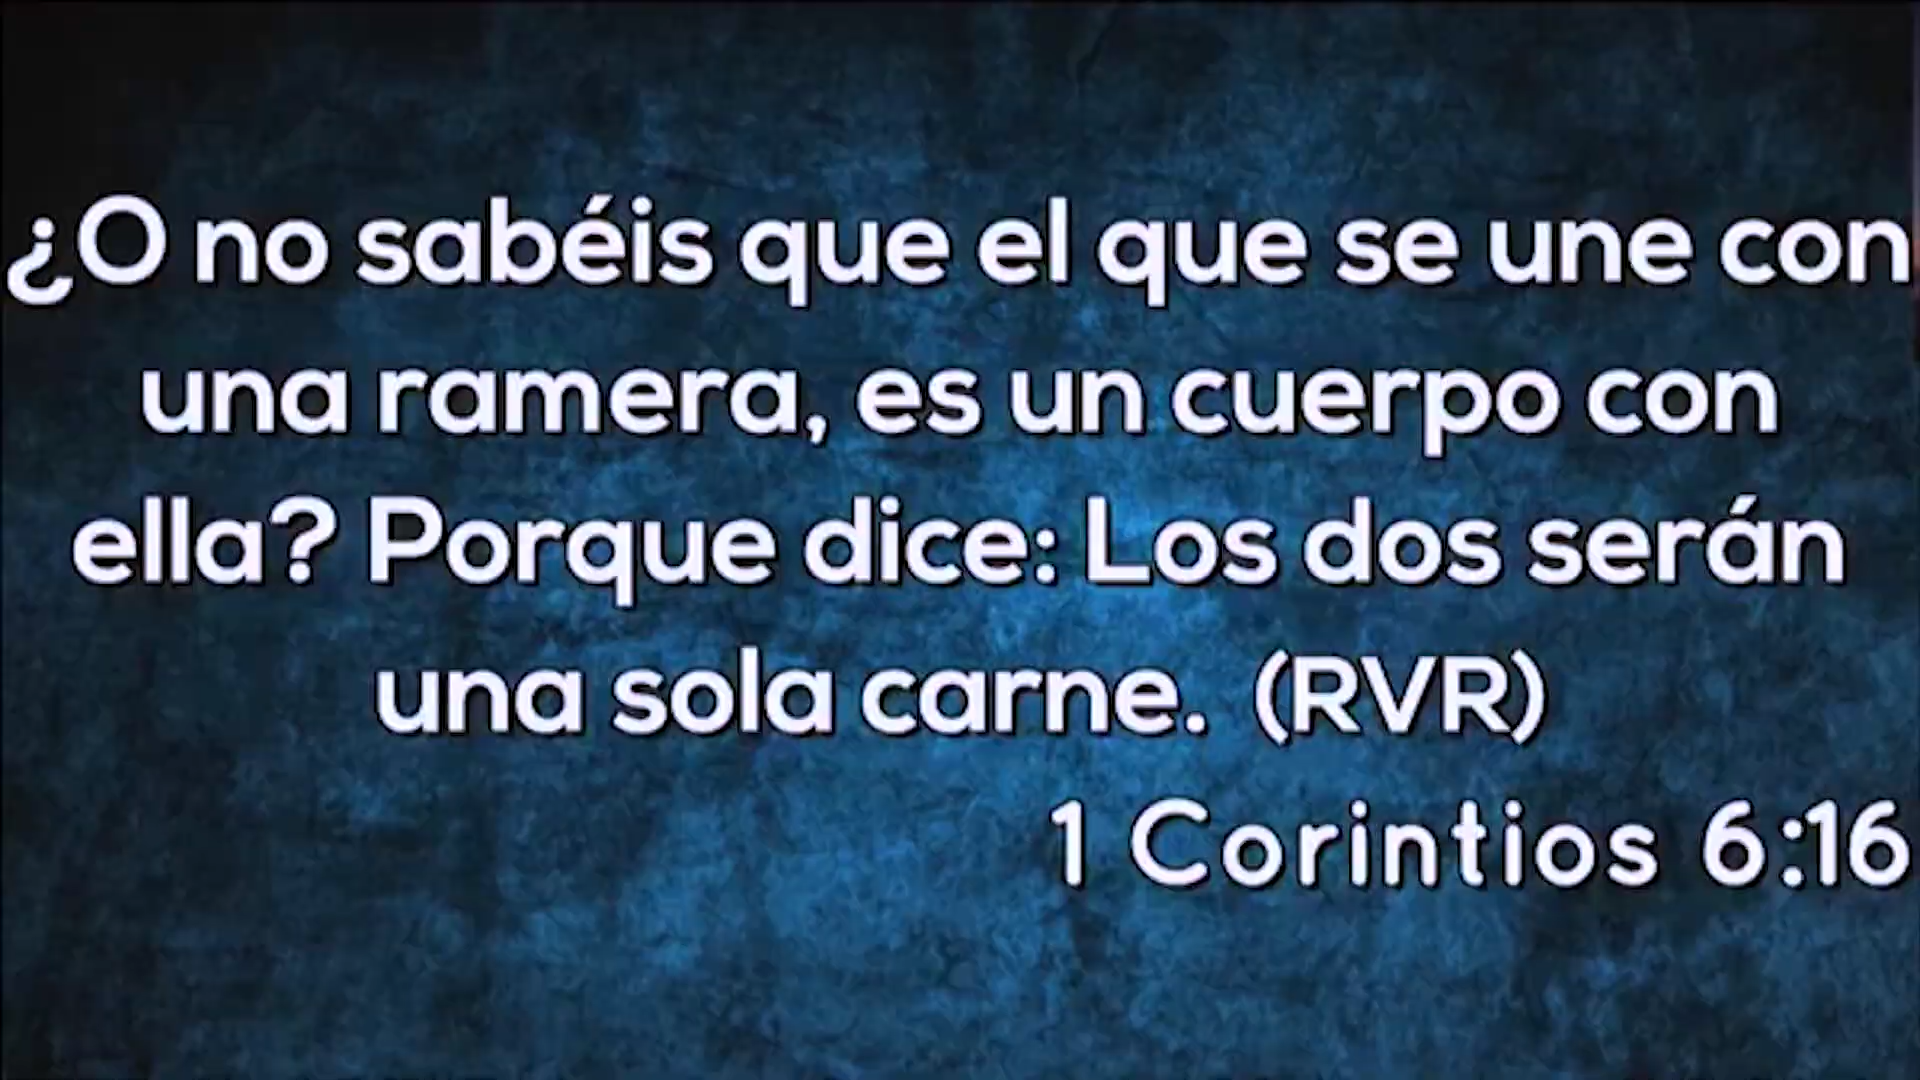 ¿O no sabéis que el que se une con
una ramera, es un cuerpo con
ella? Porque dice: Los dos serán
una sola carne. (RVR)
1 Corintios 6:16